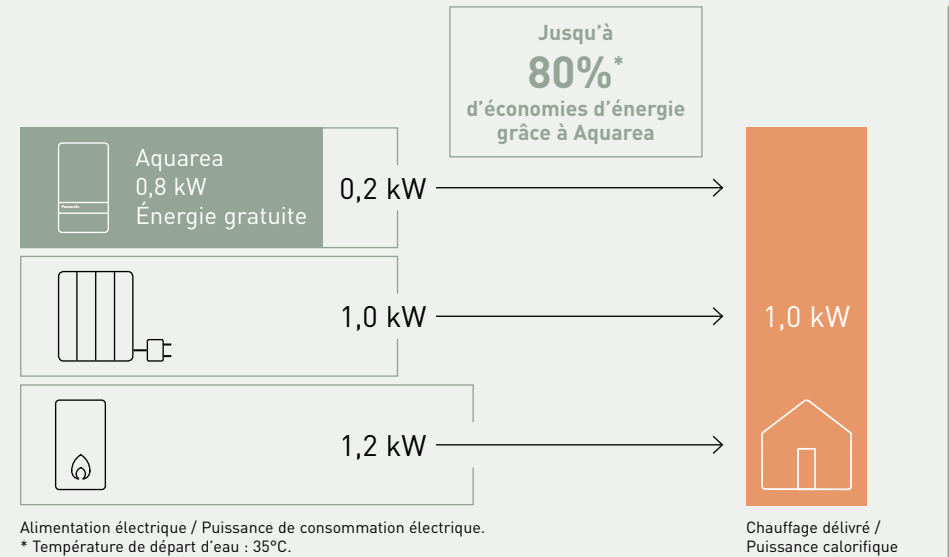 Jusqu'à
80%*
d'économies d'énergie
grâce à Aquarea
Aquarea
0,8 kW
Énergie gratuite
0,2 kW
Panasonic
1,0 kW
1,0 kW
1,2 kW
Alimentation électrique / Puissance de consommation électrique.
* Température de départ d'eau : 35°C.
Chauffage délivré /
Puissance calorifique